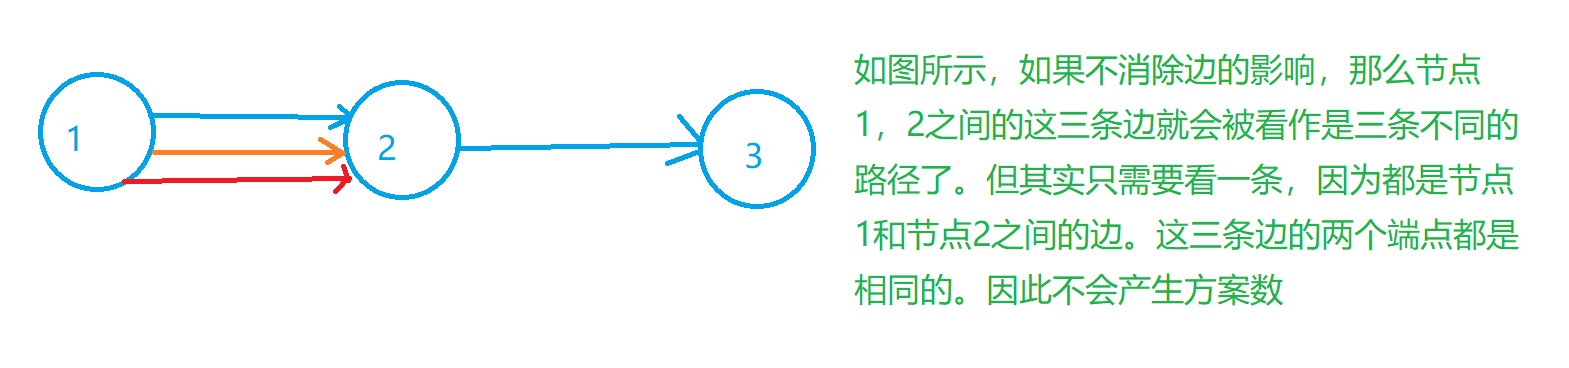 1
2
3
如图所示，如果不消除边的影响，那么节点
1，2之间的这三条边就会被看作是三条不同的
路径了。但其实只需要看一条，因为都是节点
1和节点2之间的边。这三条边的两个端点都是
相同的。因此不会产生方案数